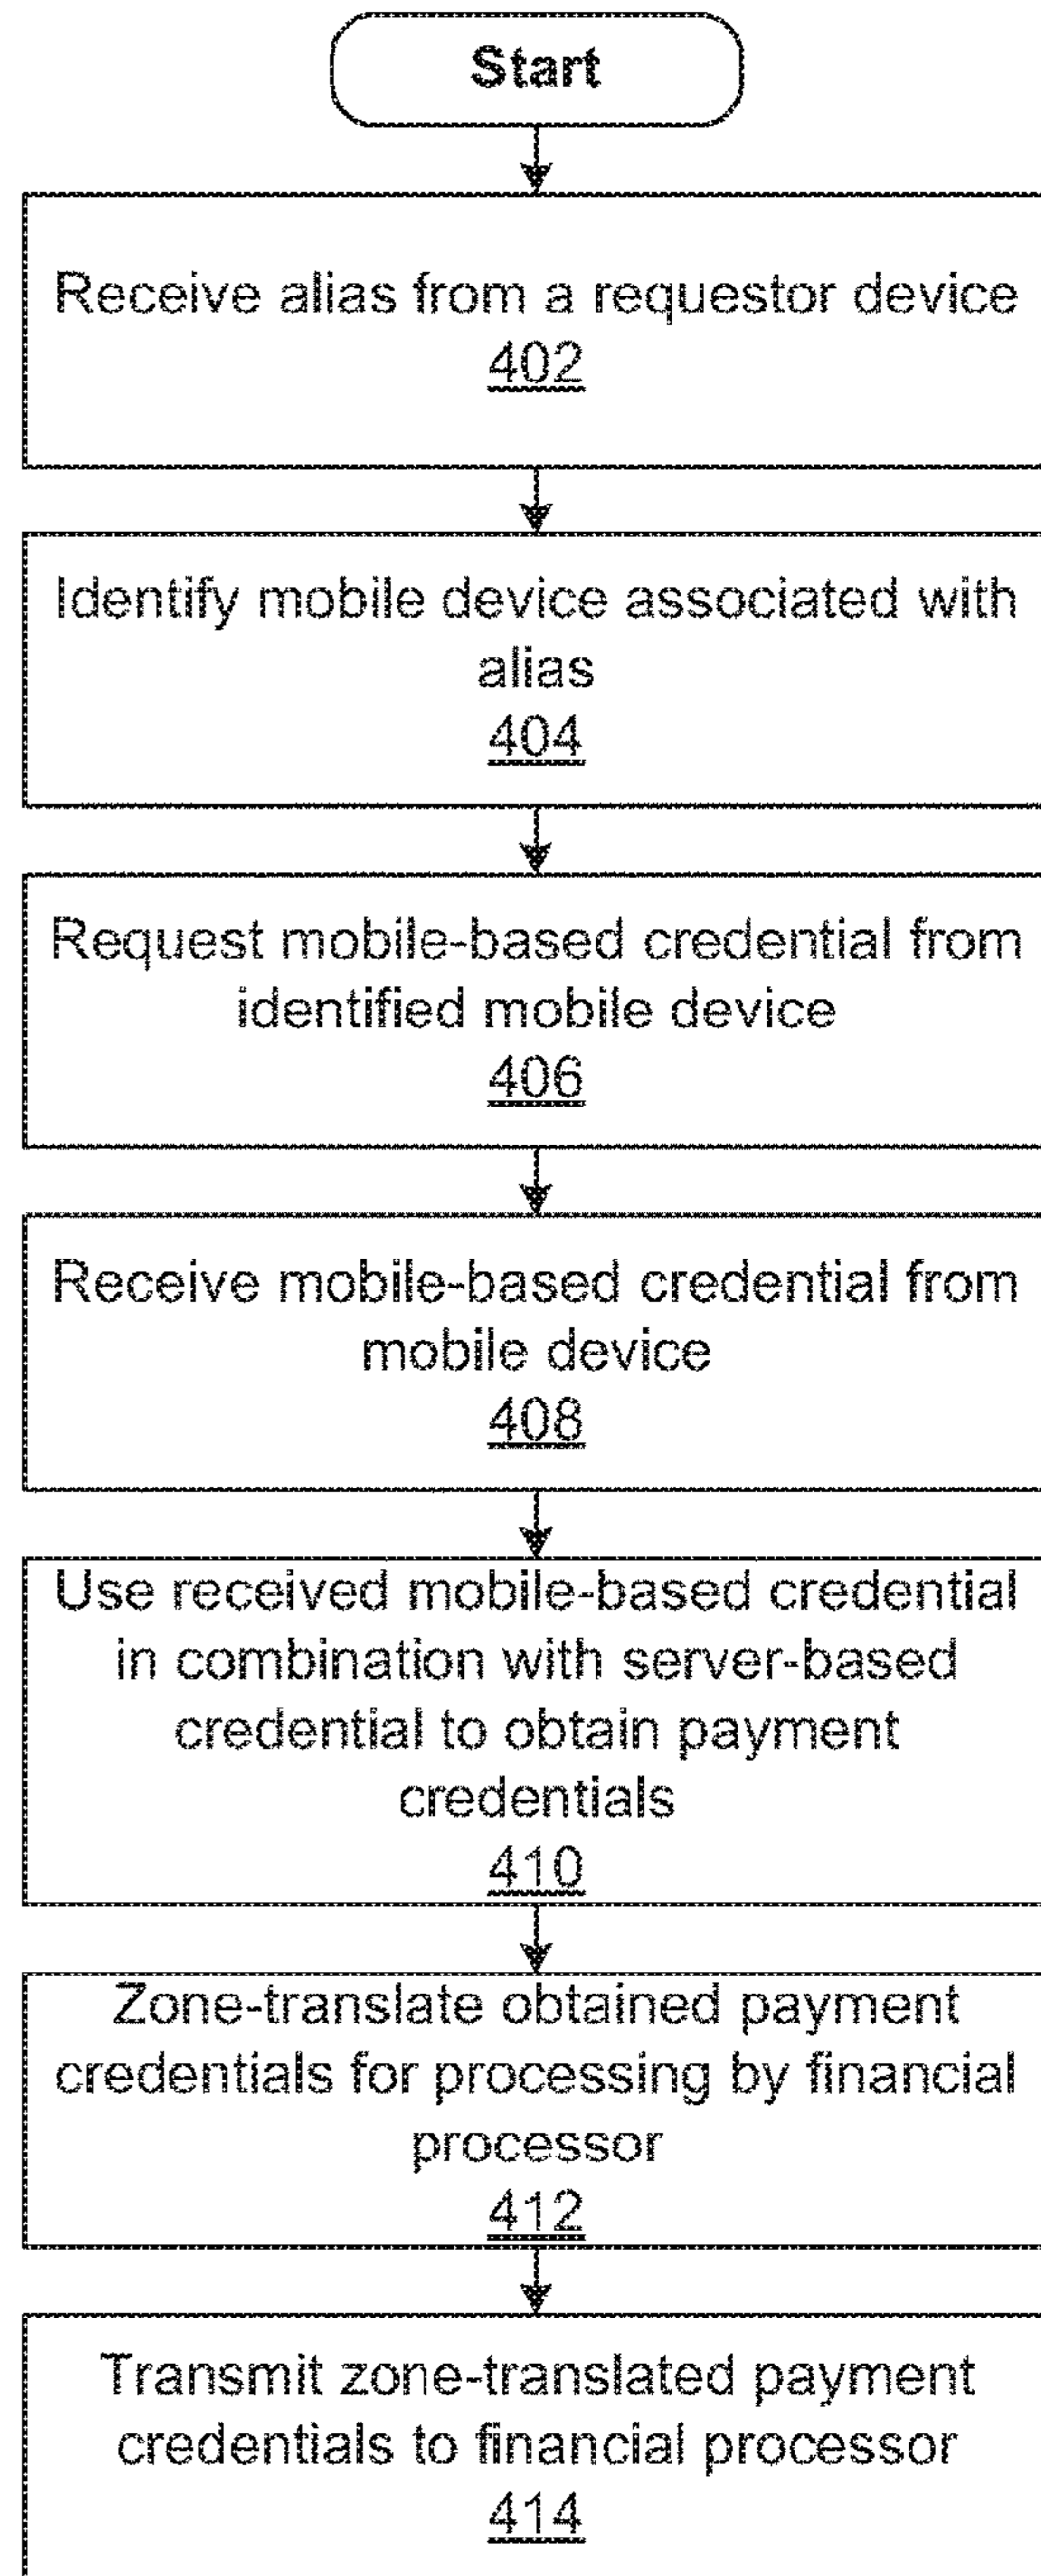 Start
Receive alias from a requestor device
402
Identify mobile device associated with
alias
404
Request mobile-based credential from
identified mobile device
406
Receive mobile-based credential from
mobile device
408
Use received mobile-based credential
in combination with server-based
credential to obtain payment
credentials
410
Zone-translate obtained payment
credentials for processing by financial
processor
412
Transmit zone-translated payment
credentials to financial processor
414